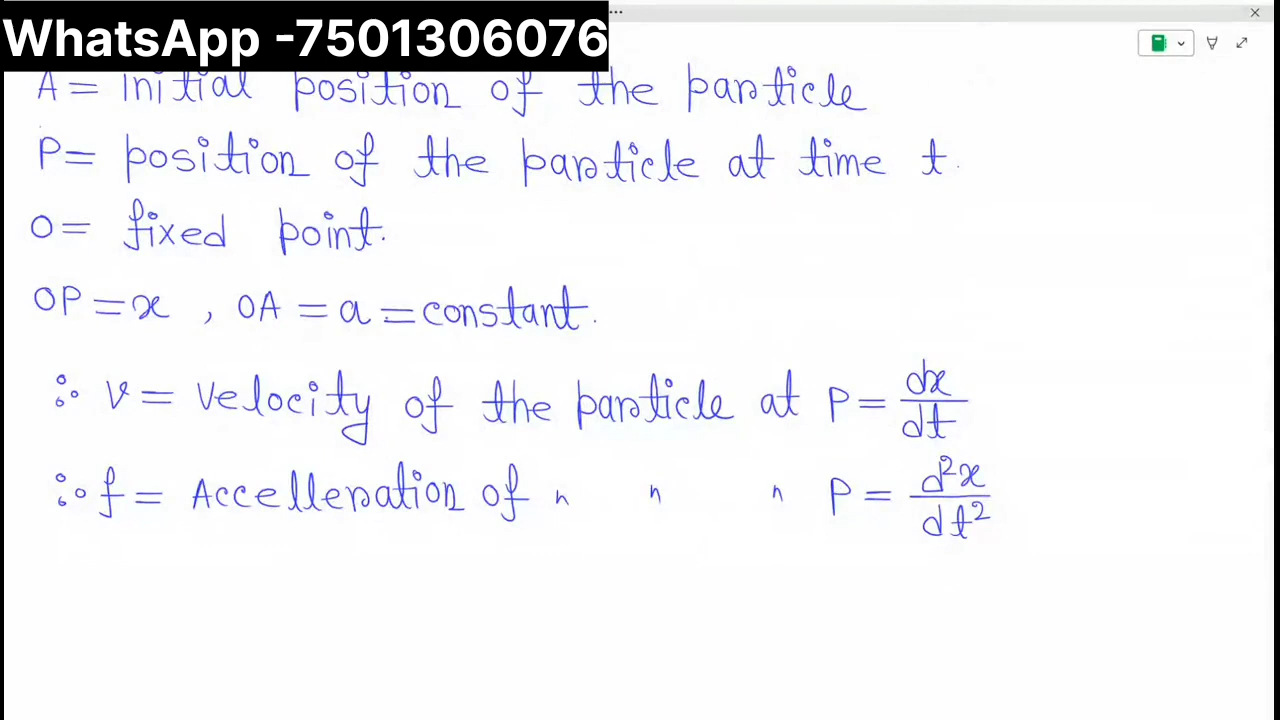 WhatsApp -7501306076
A = initial position of the particle
P = position of the particle at time t.
O = fixed point.
OP = x , OA = a = constant.
∴ v = velocity of the particle at P = dx/dt
∴ f = Accelleration of " " " P = d²x/dt²